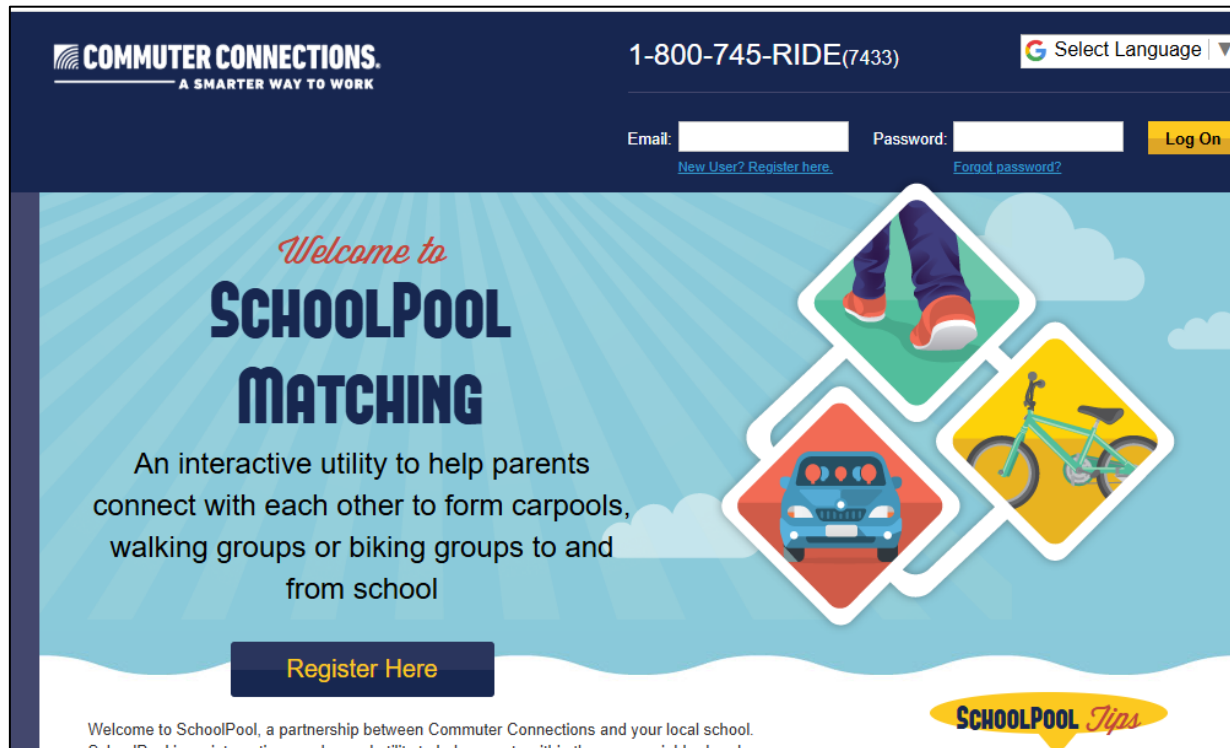 COMMUTER CONNECTIONS.
A SMARTER WAY TO WORK
1-800-745-RIDE(7433)
Select Language
Email:
Password:
Log On
New User? Register here.
Forgot password?
Welcome to
SCHOOLPOOL
MATCHING
An interactive utility to help parents
connect with each other to form carpools,
walking groups or biking groups to and
from school
Register Here
SCHOOLPOOL Tips
Welcome to SchoolPool, a partnership between Commuter Connections and your local school.